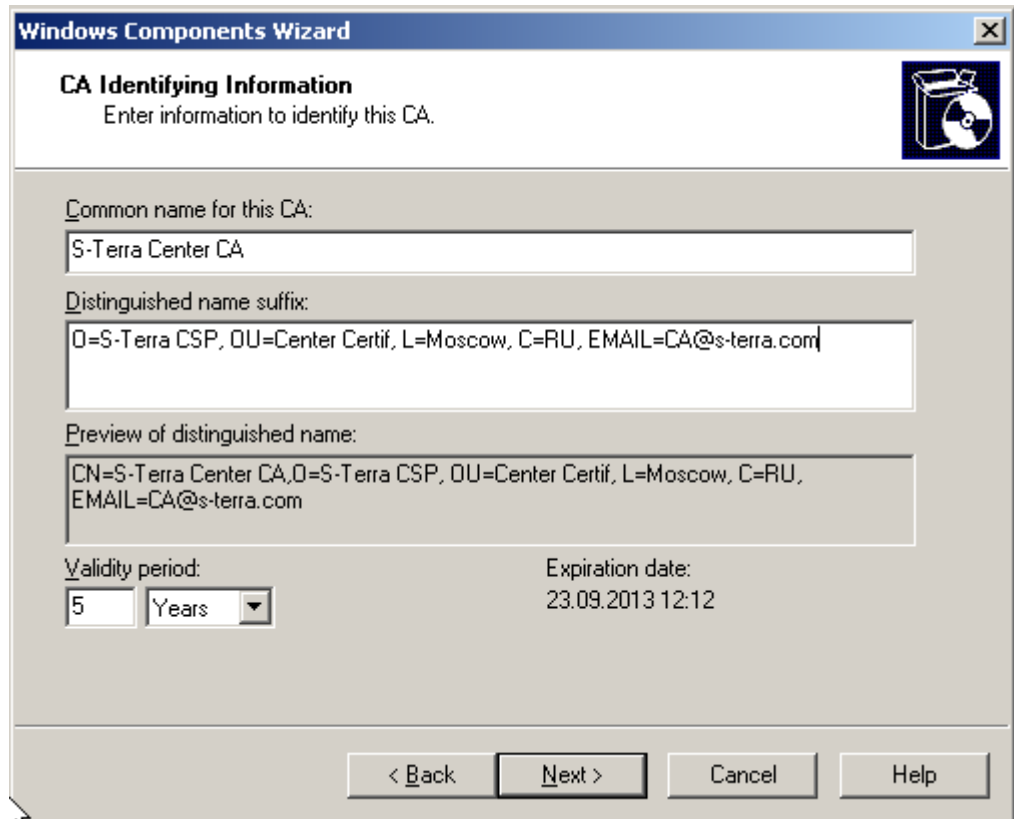 Windows Components Wizard
CA Identifying Information
Enter information to identify this CA.
Common name for this CA:
S-Terra Center CA
Distinguished name suffix:
O=S-Terra CSP, OU=Center Certif, L=Moscow, C=RU, EMAIL=CA@s-terra.com
Preview of distinguished name:
CN=S-Terra Center CA,O=S-Terra CSP, OU=Center Certif, L=Moscow, C=RU,
EMAIL=CA@s-terra.com
Validity period:
5 Years
Expiration date:
23.09.2013 12:12
< Back Next > Cancel Help